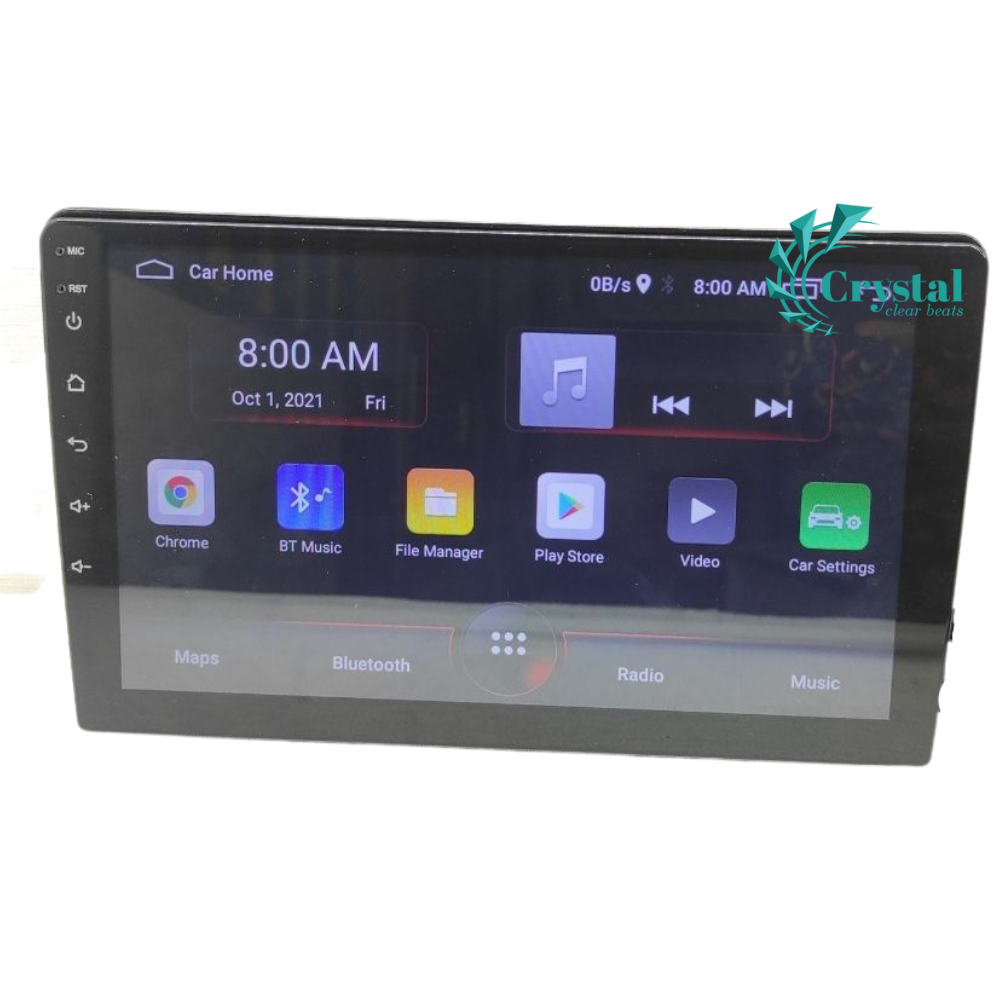 MIC
RST
Car Home
0B/s
8:00 AM
Crystal
clear beats
8:00 AM
Oct 1, 2021 Fri
Chrome
BT Music
File Manager
Play Store
Video
Car Settings
Maps
Bluetooth
Radio
Music